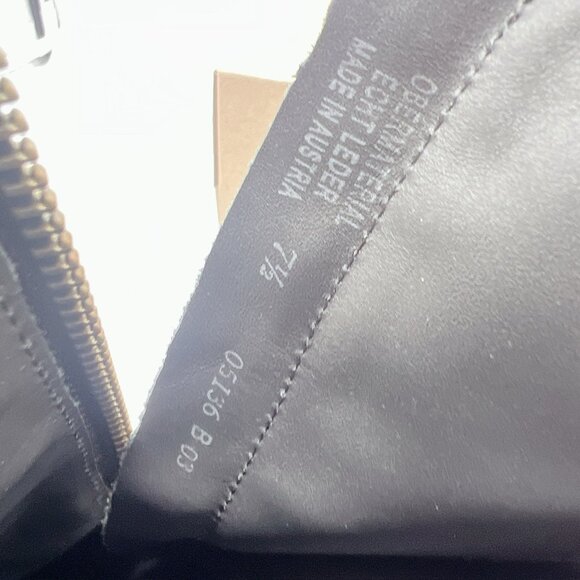 OBERMATERIAL
ECHT LEDER
MADE IN AUSTRIA
7½
05136 B 03